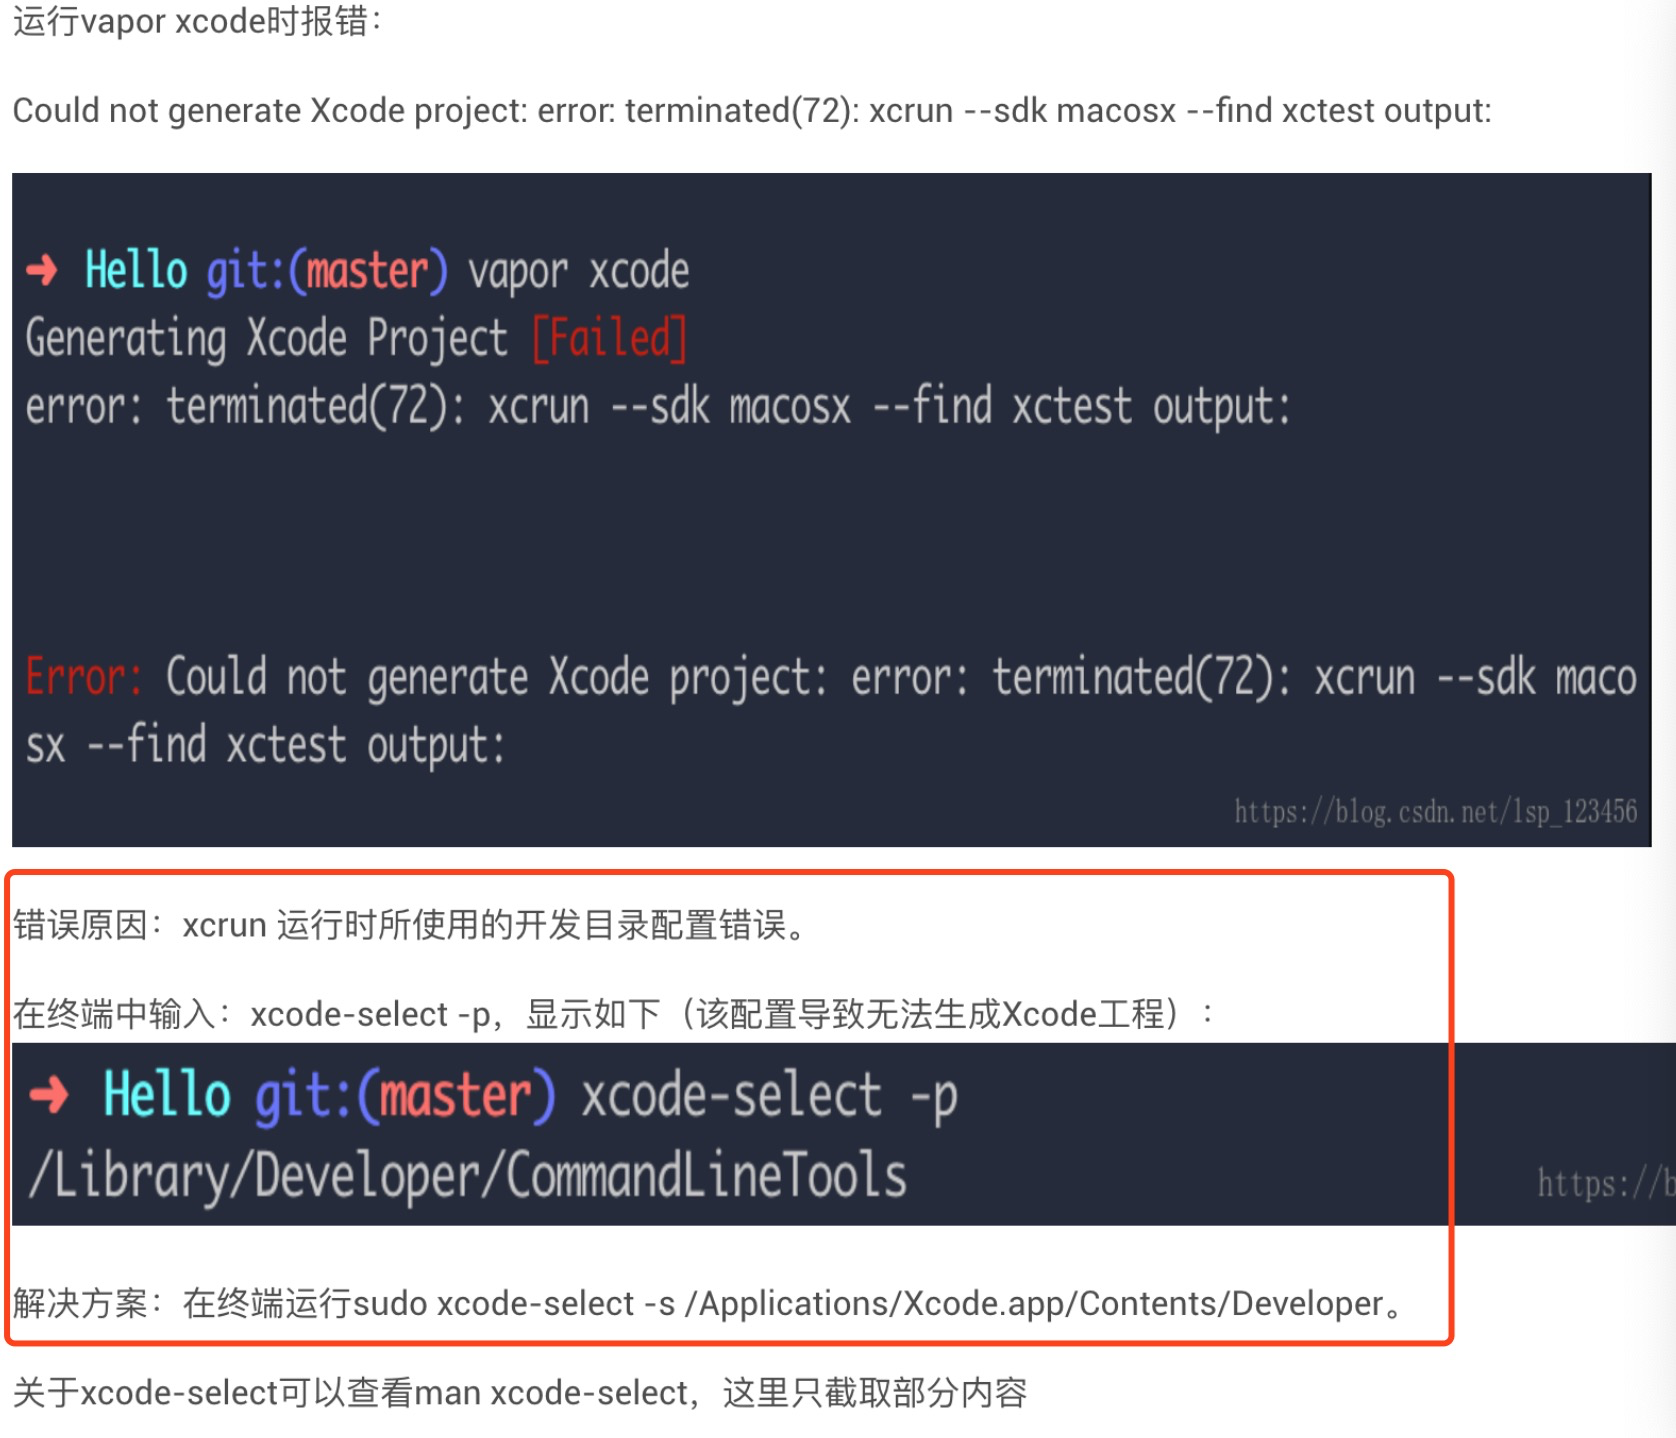 运行vapor xcode时报错：
Could not generate Xcode project: error: terminated(72): xcrun --sdk macosx --find xctest output:
➜ Hello git:(master) vapor xcode
Generating Xcode Project [Failed]
error: terminated(72): xcrun --sdk macosx --find xctest output:
Error: Could not generate Xcode project: error: terminated(72): xcrun --sdk maco
sx --find xctest output:
https://blog.csdn.net/lsp_123456
错误原因：xcrun 运行时所使用的开发目录配置错误。
在终端中输入：xcode-select -p，显示如下（该配置导致无法生成Xcode工程）：
➜ Hello git:(master) xcode-select -p
/Library/Developer/CommandLineTools
https://b
解决方案：在终端运行sudo xcode-select -s /Applications/Xcode.app/Contents/Developer。
关于xcode-select可以查看man xcode-select，这里只截取部分内容